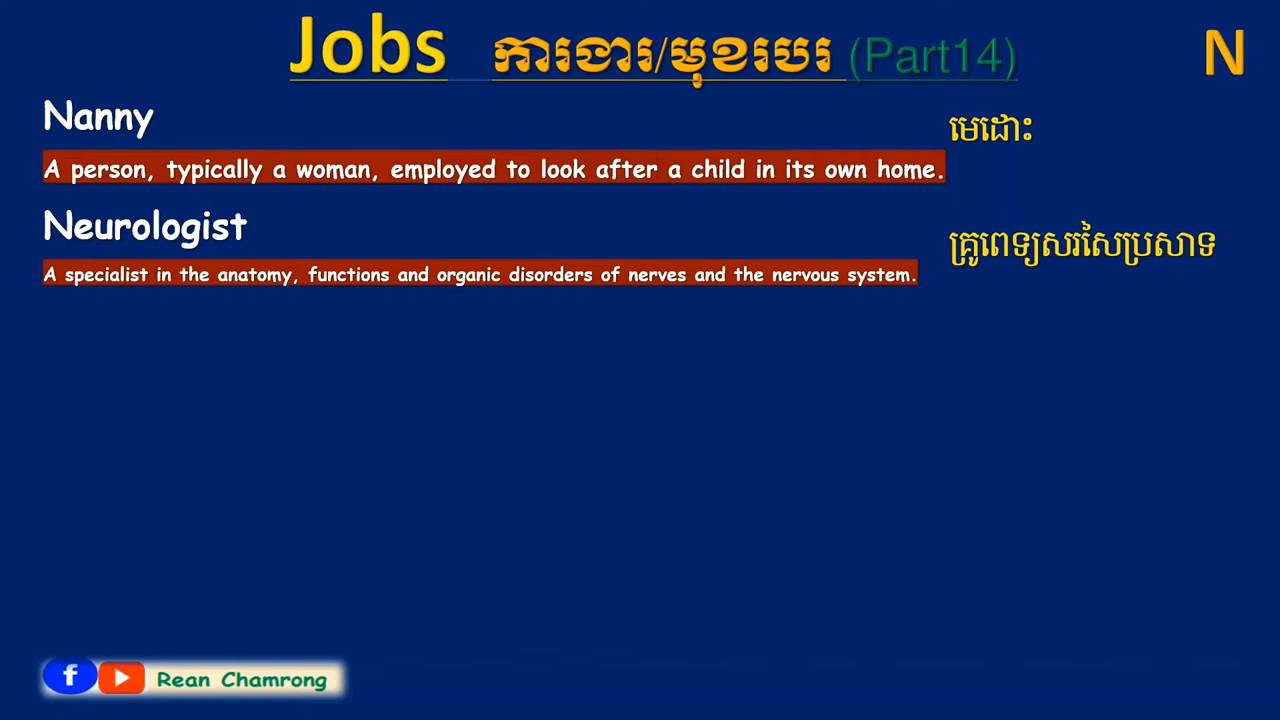 Jobs ការងារ/មុខរបរ (Part14)
N
Nanny
មេដោះ
A person, typically a woman, employed to look after a child in its own home.
Neurologist
គ្រូពេទ្យសរសៃប្រសាទ
A specialist in the anatomy, functions and organic disorders of nerves and the nervous system.
f Rean Chamrong